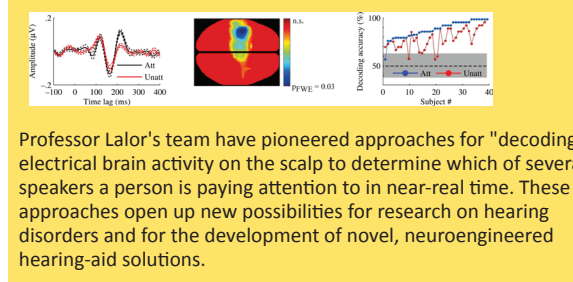 .2
Amplitude (µV)
.2
Att
Unatt
-100 0 100 200 300 400
Time lag (ms)
n.s.
pFWE = 0.03
Decoding accuracy (%)
100
50
Att Unatt
0 10 20 30 40
Subject #
Professor Lalor's team have pioneered approaches for "decoding
electrical brain activity on the scalp to determine which of severa
speakers a person is paying attention to in near-real time. These
approaches open up new possibilities for research on hearing
disorders and for the development of novel, neuroengineered
hearing-aid solutions.